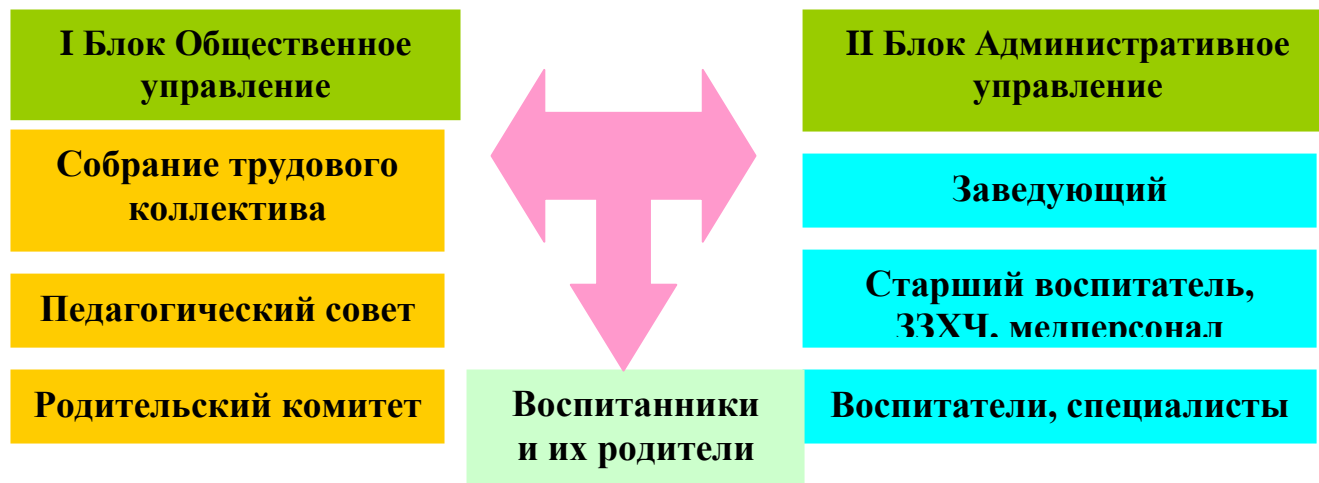 I Блок Общественное
управление
Собрание трудового
коллектива
Педагогический совет
Родительский комитет
Воспитанники
и их родители
II Блок Административное
управление
Заведующий
Старший воспитатель,
ЗЗХЧ, медперсонал
Воспитатели, специалисты